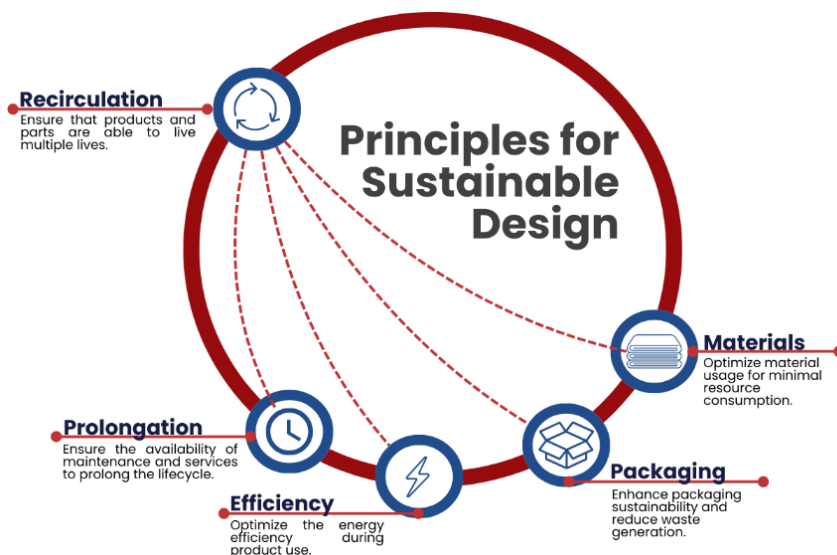 Principles for
Sustainable
Design
Recirculation
Ensure that products and
parts are able to live
multiple lives.
Materials
Optimize material
usage for minimal
resource
consumption.
Prolongation
Ensure the availability of
maintenance and services
to prolong the lifecycle.
Packaging
Enhance packaging
sustainability and
reduce waste
generation.
Efficiency
Optimize the energy
efficiency during
product use.